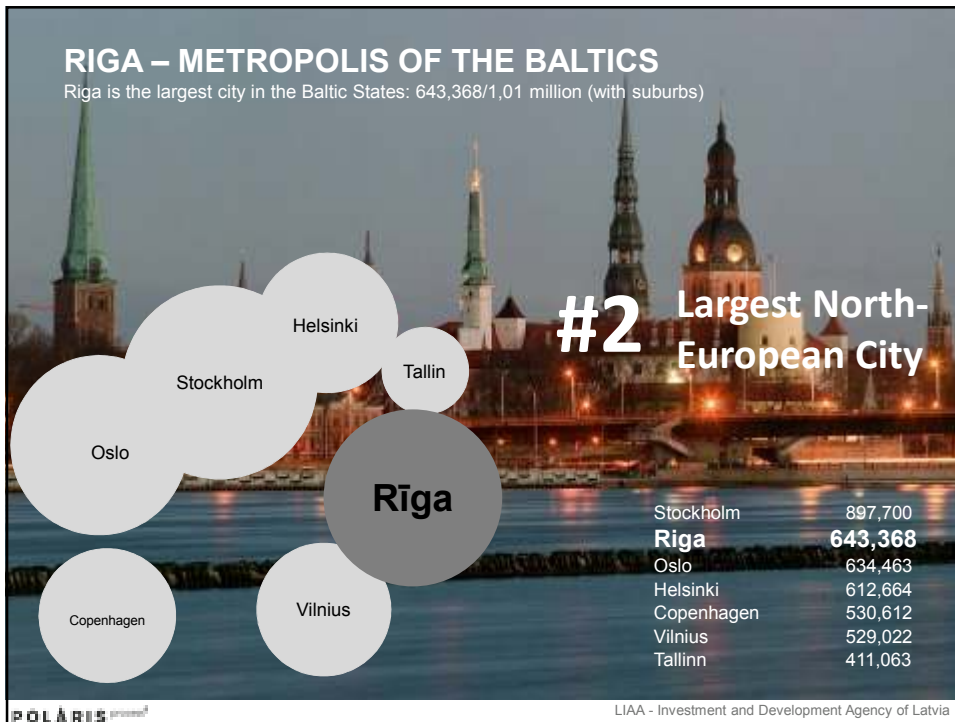 RIGA – METROPOLIS OF THE BALTICS
Riga is the largest city in the Baltic States: 643,368/1,01 million (with suburbs)
#2 Largest North-
European City
Helsinki
Tallin
Stockholm
Oslo
Rīga
Copenhagen
Vilnius
Stockholm 897,700
Riga 643,368
Oslo 634,463
Helsinki 612,664
Copenhagen 530,612
Vilnius 529,022
Tallinn 411,063
POLARIS
LIAA - Investment and Development Agency of Latvia